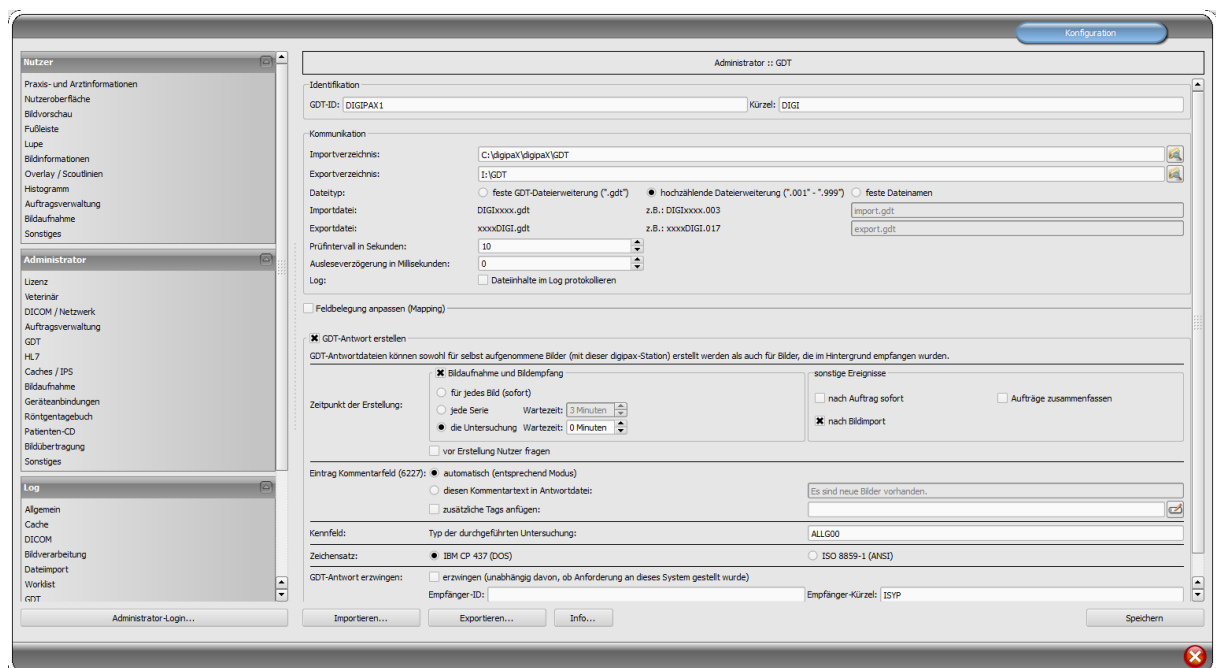 Konfiguration
Nutzer
Praxis- und Arztinformationen
Nutzeroberfläche
Bildvorschau
Fußleiste
Lupe
Bildinformationen
Overlay / Scoutlinien
Histogramm
Auftragsverwaltung
Bildaufnahme
Sonstiges
Administrator
Lizenz
Veterinär
DICOM / Netzwerk
Auftragsverwaltung
GDT
HL7
Caches / IPS
Bildaufnahme
Geräteanbindungen
Röntgentagebuch
Patienten-CD
Bildübertragung
Sonstiges
Log
Allgemein
Cache
DICOM
Bildverarbeitung
Dateiimport
Worklist
GDT
Administrator-Login...
Administrator :: GDT
Identifikation
GDT-ID: DIGIPAX1 Kürzel: DIGI
Kommunikation
Importverzeichnis: C:\digipaX\digipaX\GDT
Exportverzeichnis: I:\GDT
Dateityp: feste GDT-Dateierweiterung (".gdt") hochzählende Dateierweiterung (".001" - ".999") feste Dateinamen
Importdatei: DIGIxxxx.gdt z.B.: DIGIxxxx.003 import.gdt
Exportdatei: xxxxDIGI.gdt z.B.: xxxxDIGI.017 export.gdt
Prüfintervall in Sekunden: 10
Ausleseverzögerung in Millisekunden: 0
Log: Dateiinhalte im Log protokollieren
Feldbelegung anpassen (Mapping)
GDT-Antwort erstellen
GDT-Antwortdateien können sowohl für selbst aufgenommene Bilder (mit dieser digipax-Station) erstellt werden als auch für Bilder, die im Hintergrund empfangen wurden.
Zeitpunkt der Erstellung:
Bildaufnahme und Bildempfang
für jedes Bild (sofort)
jede Serie Wartezeit: 3 Minuten
die Untersuchung Wartezeit: 0 Minuten
sonstige Ereignisse
nach Auftrag sofort Aufträge zusammenfassen
nach Bildimport
vor Erstellung Nutzer fragen
Eintrag Kommentarfeld (6227): automatisch (entsprechend Modus)
diesen Kommentartext in Antwortdatei: Es sind neue Bilder vorhanden.
zusätzliche Tags anfügen:
Kennfeld: Typ der durchgeführten Untersuchung: ALLG00
Zeichensatz: IBM CP 437 (DOS) ISO 8859-1 (ANSI)
GDT-Antwort erzwingen: erzwingen (unabhängig davon, ob Anforderung an dieses System gestellt wurde)
Empfänger-ID: Empfänger-Kürzel: ISYP
Importieren... Exportieren... Info... Speichern